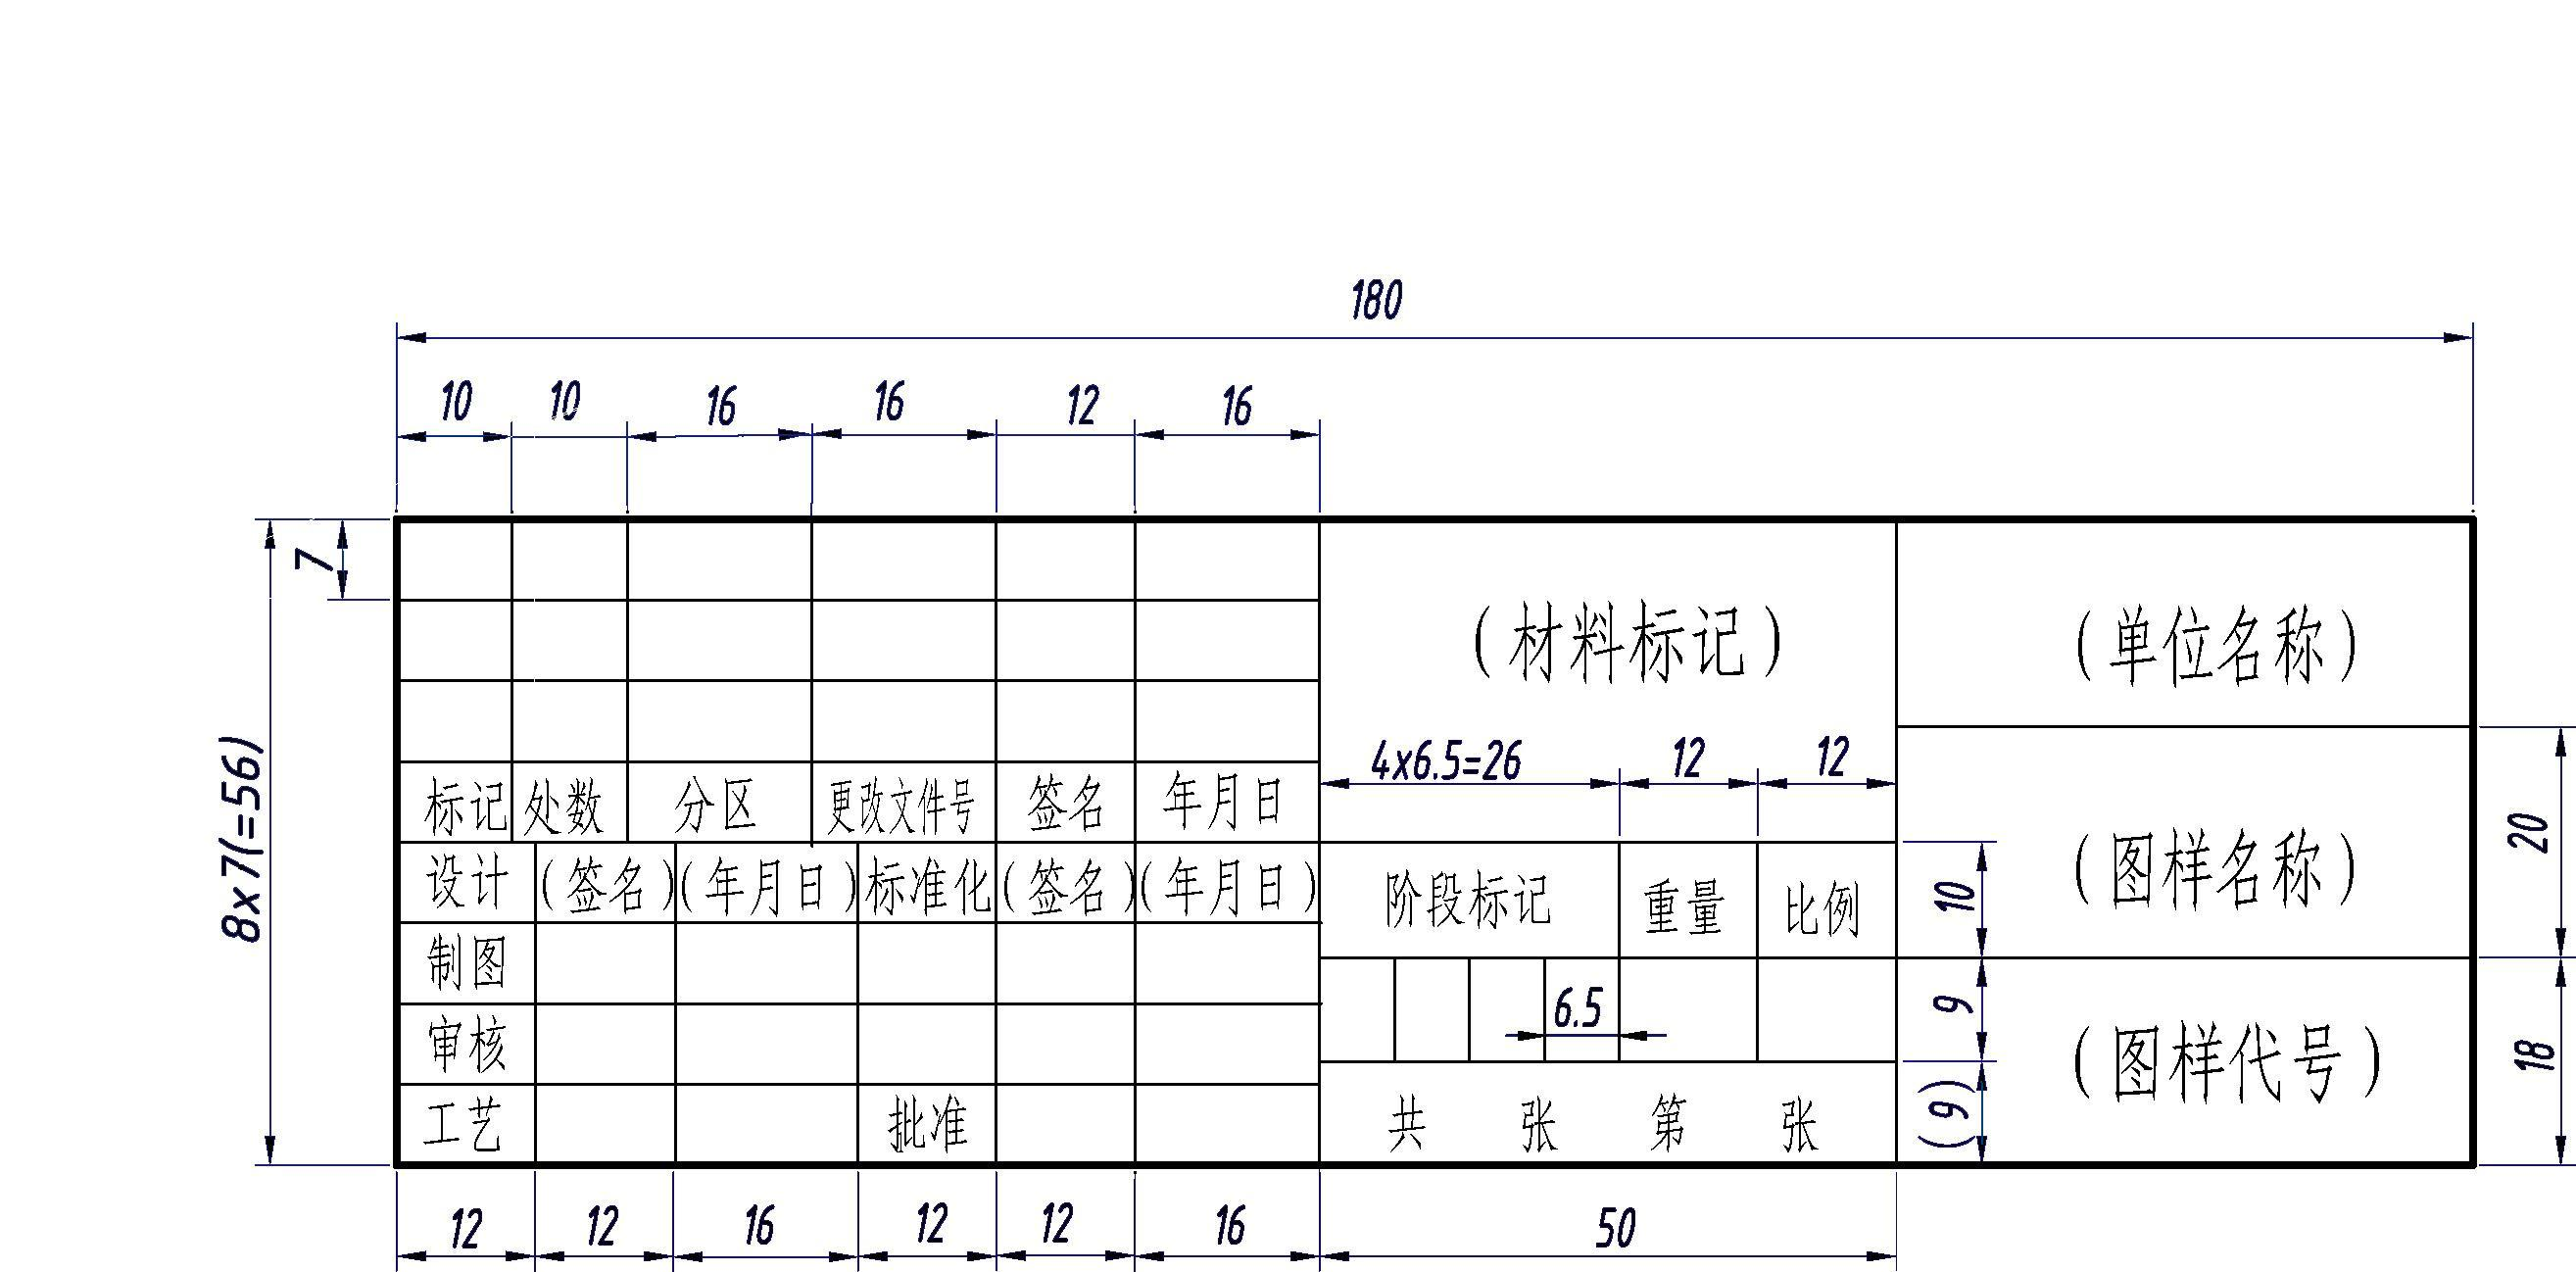 180
10 10 16 16 12 16
7
8x7(=56)
(材料标记)
(单位名称)
4x6.5=26 12 12
标记 处数 分区 更改文件号 签名 年月日
设计 (签名) (年月日) 标准化 (签名) (年月日)
阶段标记 重量 比例
10
(图样名称)
20
制图
6.5
9
审核
(图样代号)
18
工艺 批准
共 张 第 张
(9)
12 12 16 12 12 16 50